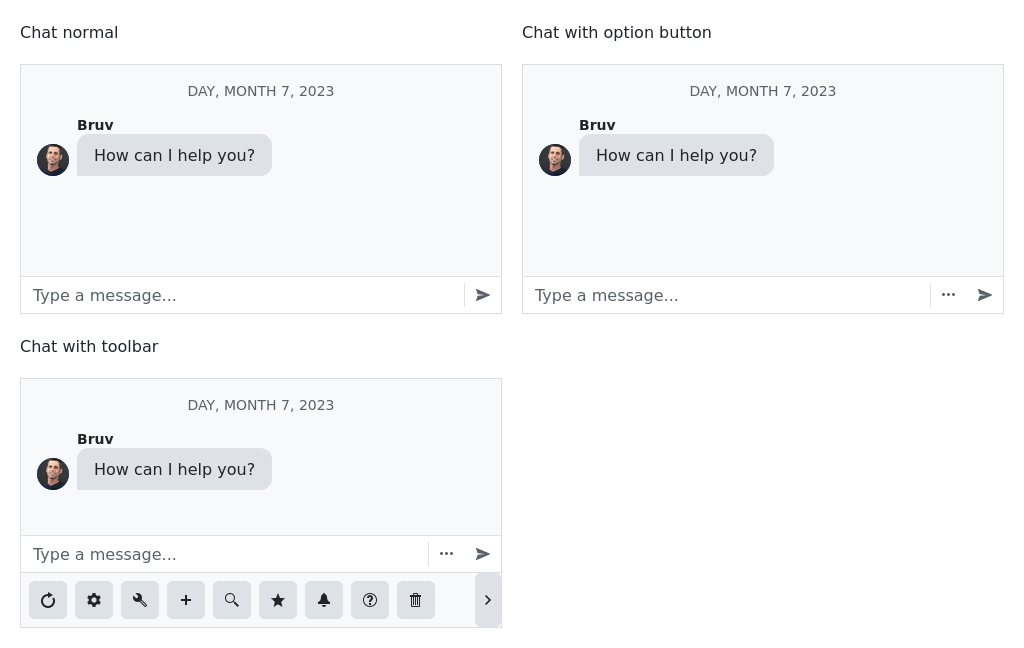 Chat normal
DAY, MONTH 7, 2023
Bruv
How can I help you?
Type a message...
Chat with option button
DAY, MONTH 7, 2023
Bruv
How can I help you?
Type a message...
Chat with toolbar
DAY, MONTH 7, 2023
Bruv
How can I help you?
Type a message...